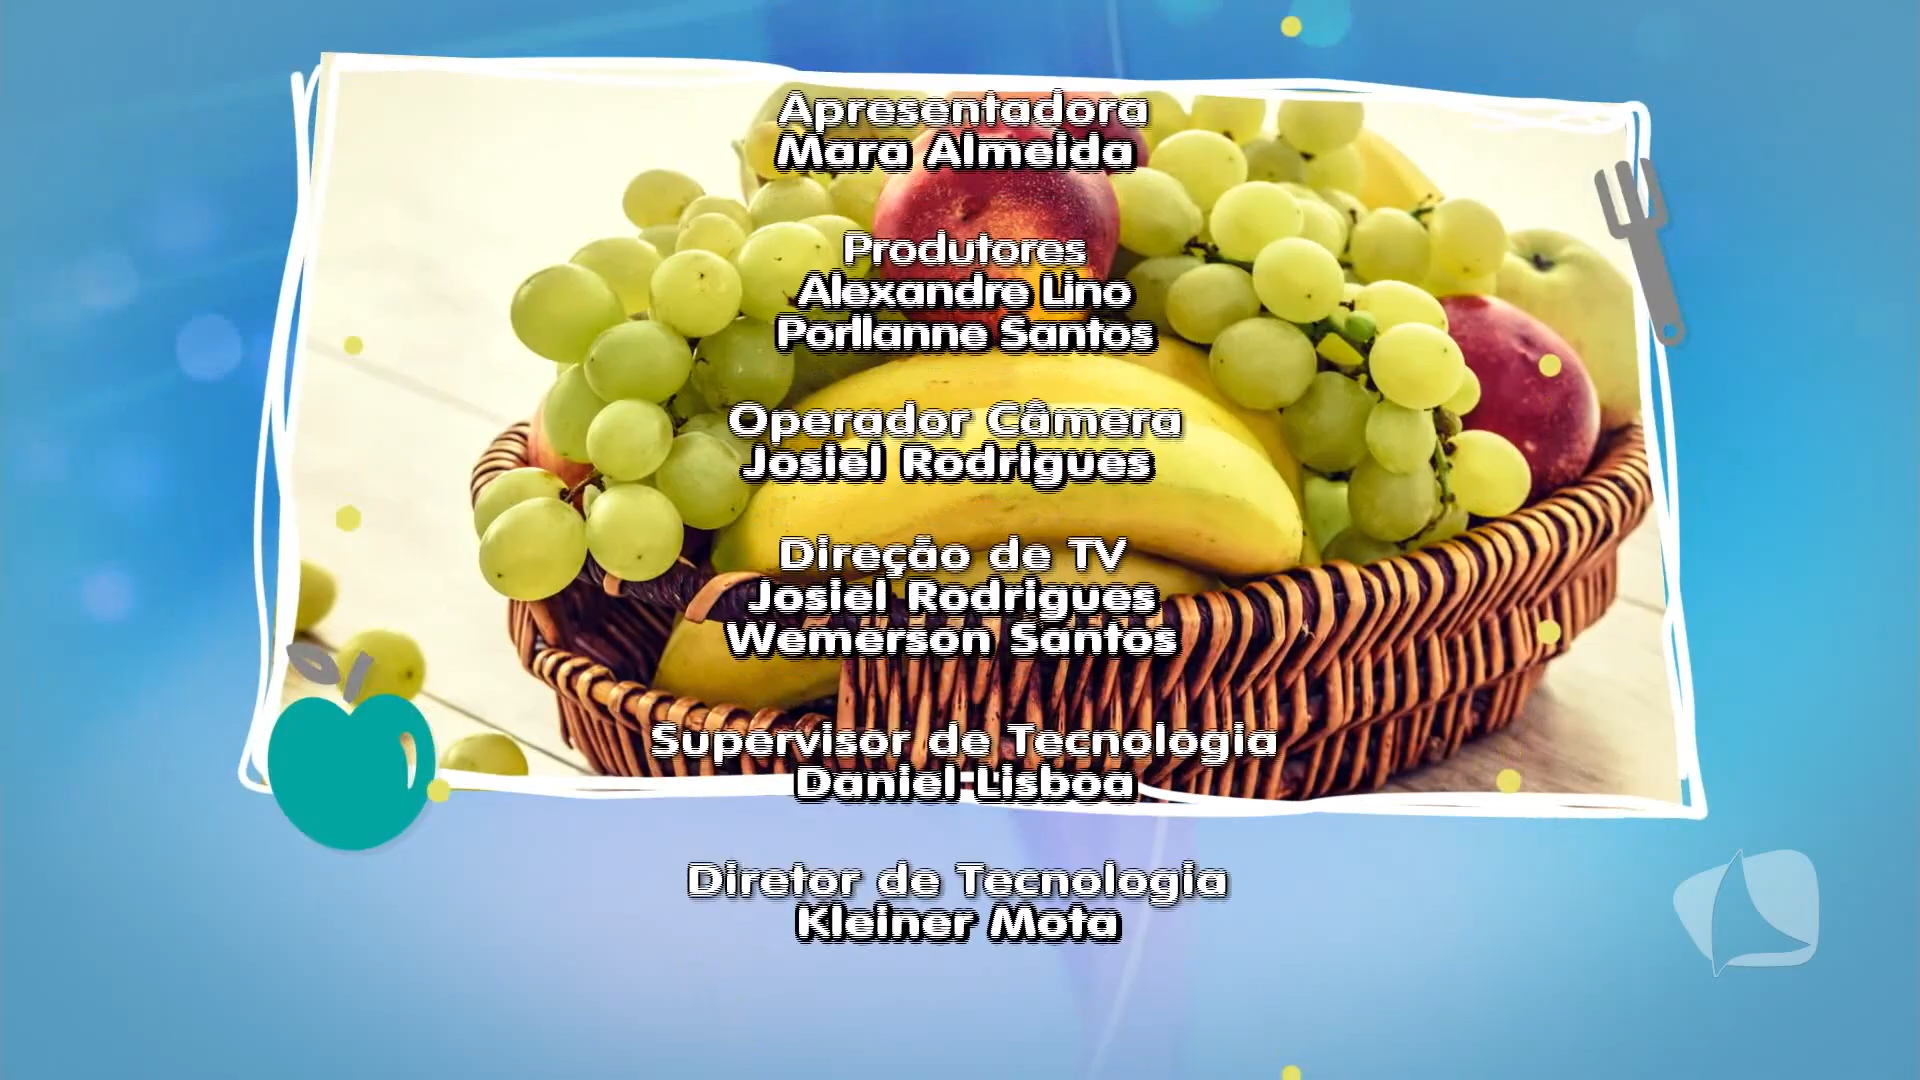 Apresentadora
Mara Almeida
Produtores
Alexandre Lino
Porllanne Santos
Operador Câmera
Josiel Rodrigues
Direção de TV
Josiel Rodrigues
Wemerson Santos
Supervisor de Tecnologia
Daniel Lisboa
Diretor de Tecnologia
Kleiner Mota